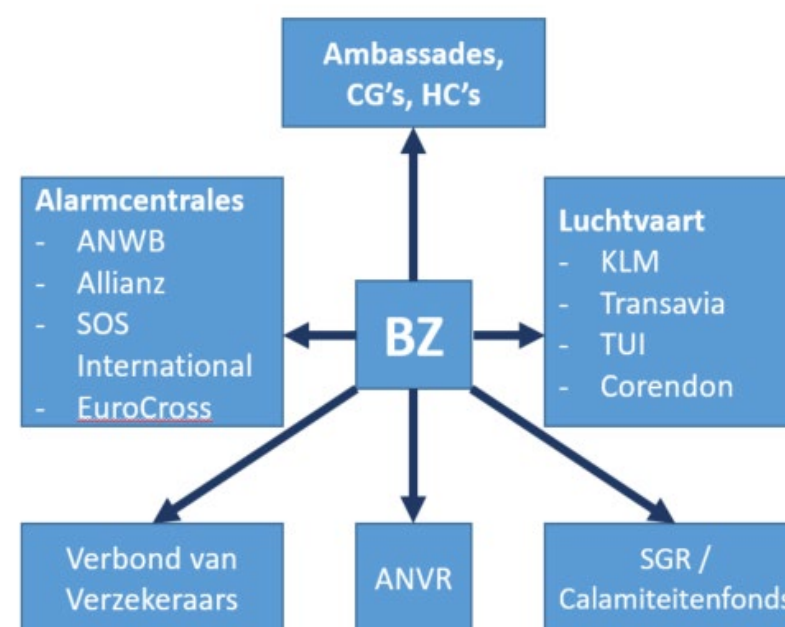 Ambassades,
CG's, HC's
Alarmcentrales
- ANWB
- Allianz
- SOS
International
- EuroCross
BZ
Luchtvaart
- KLM
- Transavia
- TUI
- Corendon
Verbond van
Verzekeraars
ANVR
SGR /
Calamiteitenfonds